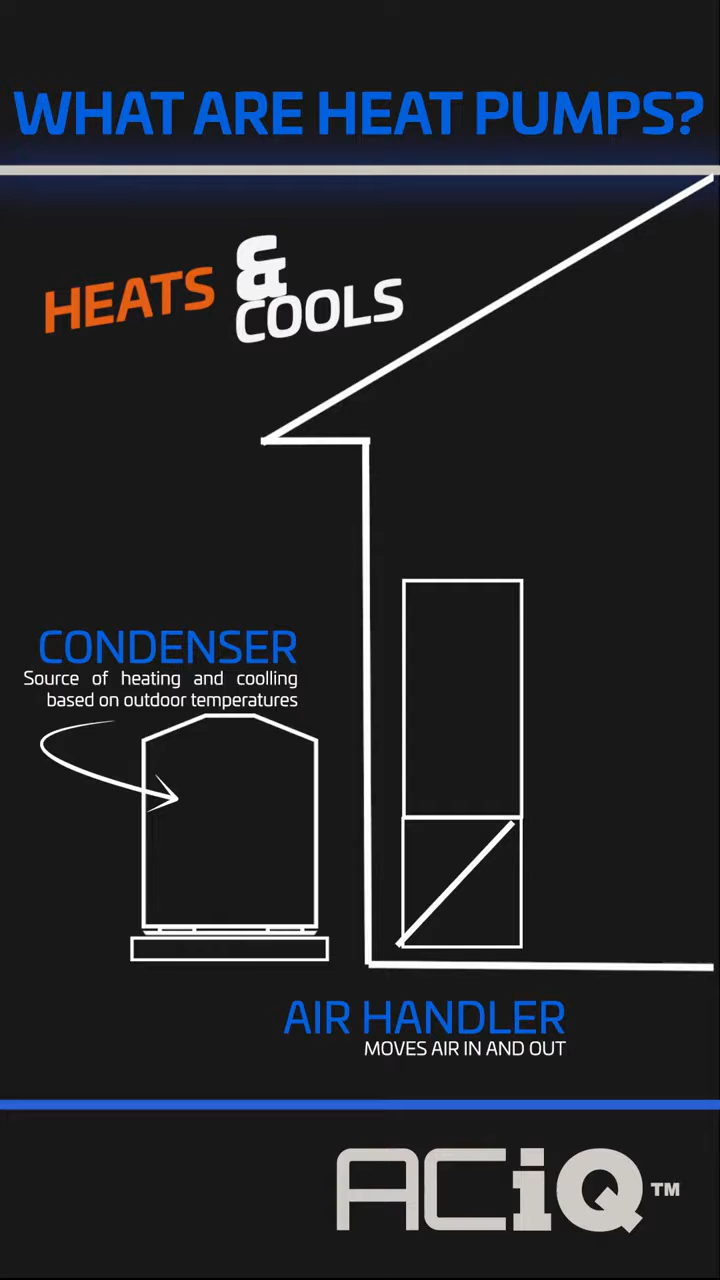 WHAT ARE HEAT PUMPS?
HEATS &
COOLS
CONDENSER
Source of heating and coolling
based on outdoor temperatures
AIR HANDLER
MOVES AIR IN AND OUT
ACiQ™